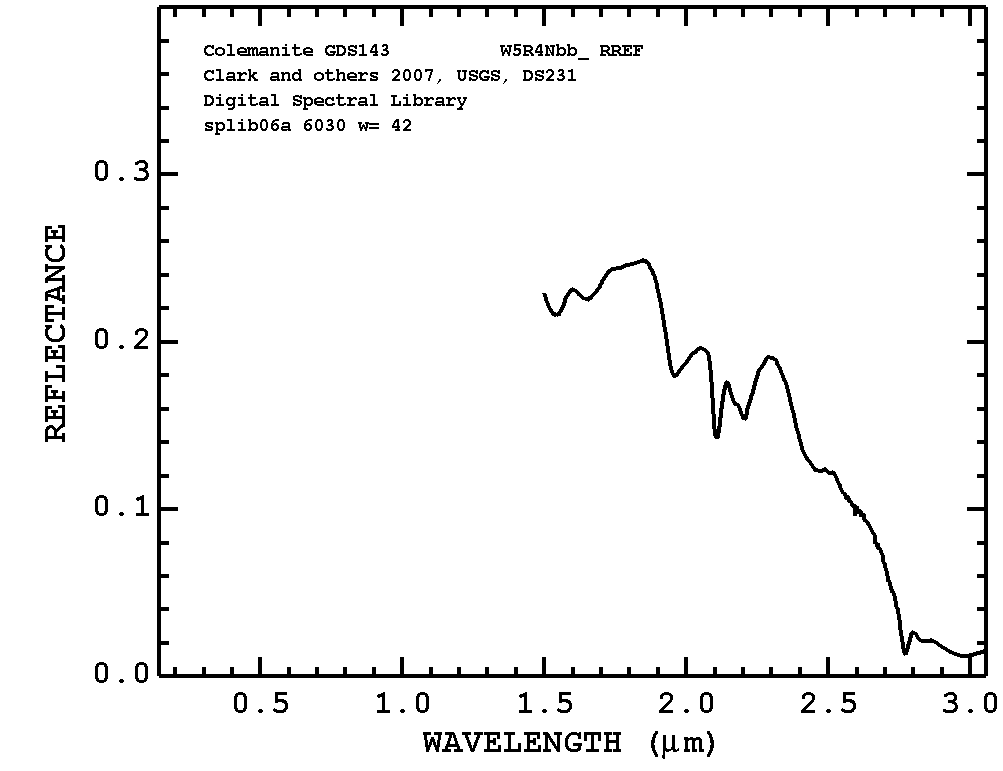 Colemanite GDS143 W5R4Nbb_ RREF
Clark and others 2007, USGS, DS231
Digital Spectral Library
splib06a 6030 w= 42
REFLECTANCE
0.3
0.2
0.1
0.0
0.5 1.0 1.5 2.0 2.5 3.0
WAVELENGTH (μm)